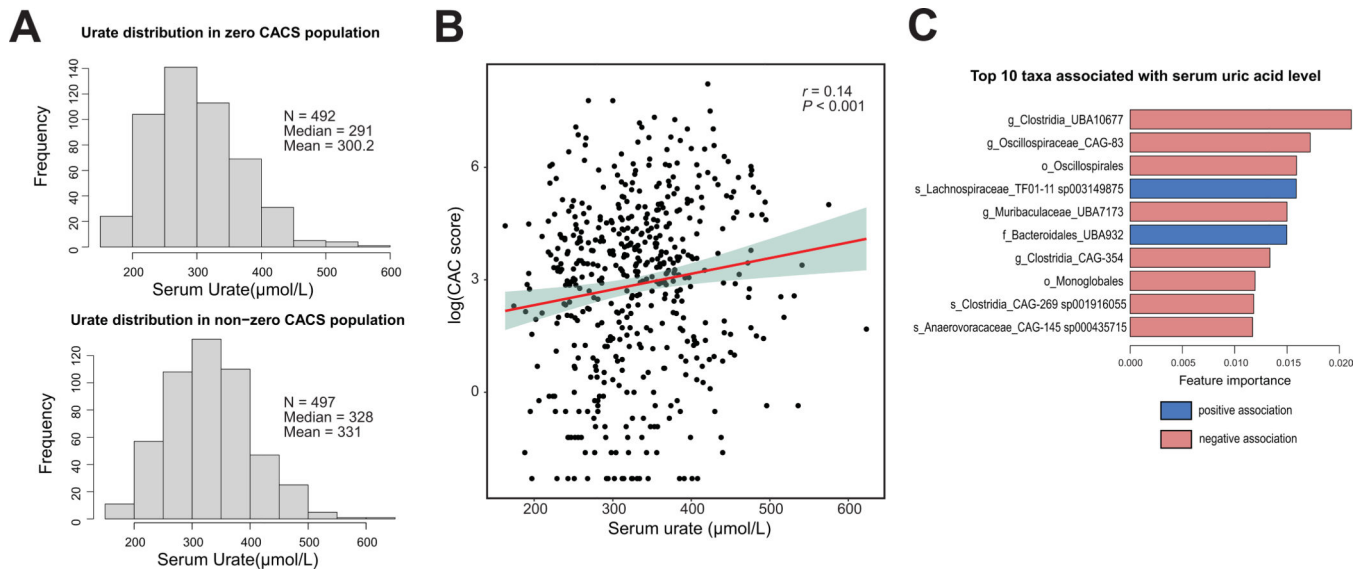 A
Urate distribution in zero CACS population
Frequency
0 20 40 60 80 100 120 140
N = 492
Median = 291
Mean = 300.2
200 300 400 500 600
Serum Urate(μmol/L)
Urate distribution in non−zero CACS population
Frequency
0 20 40 60 80 100 120
N = 497
Median = 328
Mean = 331
200 300 400 500 600
Serum Urate(μmol/L)
B
log(CAC score)
6
3
0
r = 0.14
P < 0.001
200 300 400 500 600
Serum urate (μmol/L)
C
Top 10 taxa associated with serum uric acid level
g_Clostridia_UBA10677
g_Oscillospiraceae_CAG-83
o_Oscillospirales
s_Lachnospiraceae_TF01-11 sp003149875
g_Muribaculaceae_UBA7173
f_Bacteroidales_UBA932
g_Clostridia_CAG-354
o_Monoglobales
s_Clostridia_CAG-269 sp001916055
s_Anaerovoracaceae_CAG-145 sp000435715
0.000 0.005 0.010 0.015 0.020
Feature importance
positive association
negative association